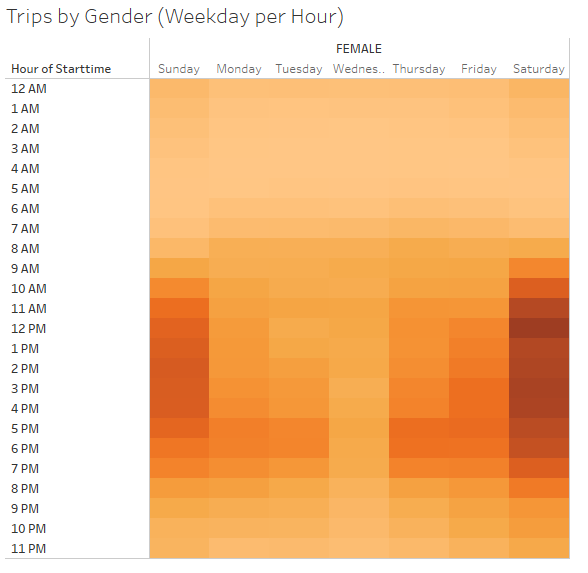 Trips by Gender (Weekday per Hour)
FEMALE
Hour of Starttime Sunday Monday Tuesday Wednes.. Thursday Friday Saturday
12 AM
1 AM
2 AM
3 AM
4 AM
5 AM
6 AM
7 AM
8 AM
9 AM
10 AM
11 AM
12 PM
1 PM
2 PM
3 PM
4 PM
5 PM
6 PM
7 PM
8 PM
9 PM
10 PM
11 PM